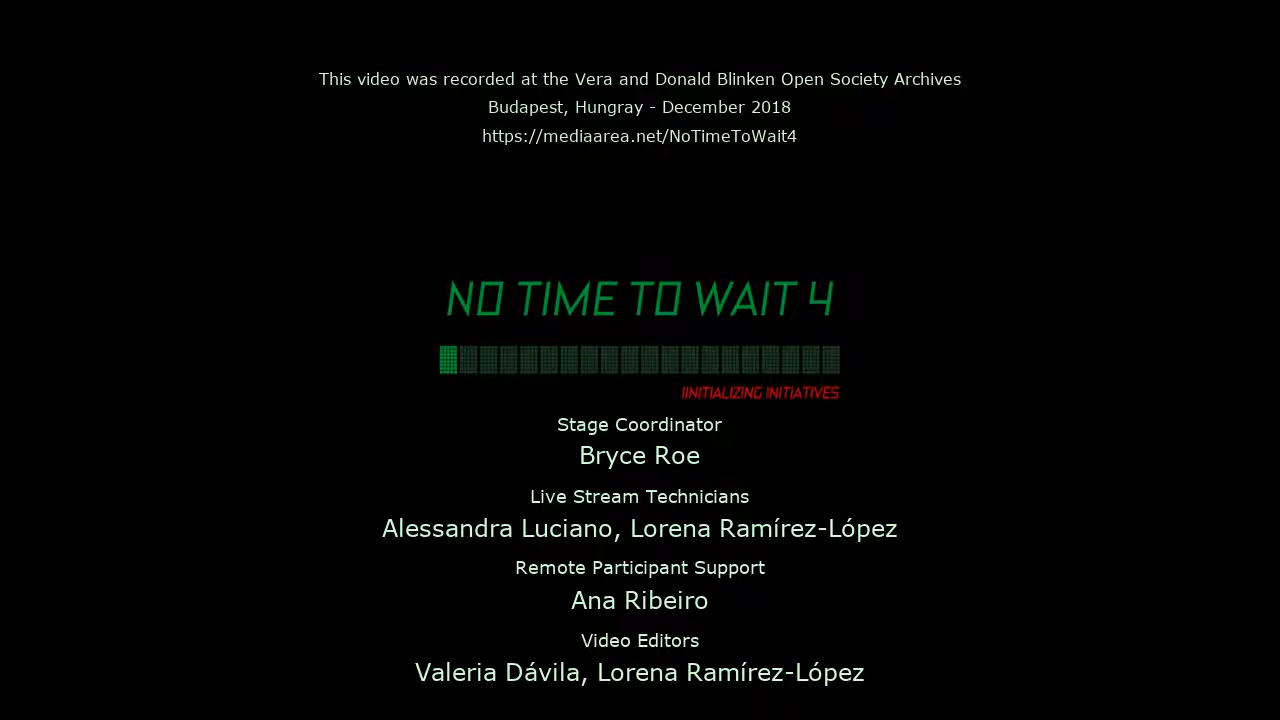 This video was recorded at the Vera and Donald Blinken Open Society Archives
Budapest, Hungray - December 2018
https://mediaarea.net/NoTimeToWait4
NO TIME TO WAIT 4
IINITIALIZING INITIATIVES
Stage Coordinator
Bryce Roe
Live Stream Technicians
Alessandra Luciano, Lorena Ramírez-López
Remote Participant Support
Ana Ribeiro
Video Editors
Valeria Dávila, Lorena Ramírez-López